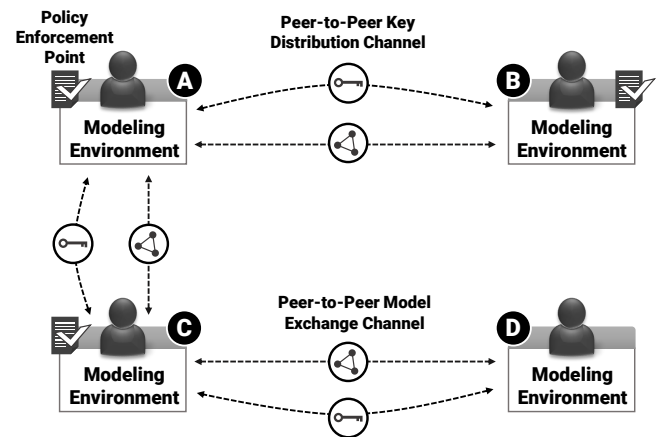 Policy
Enforcement
Point
Peer-to-Peer Key
Distribution Channel
A
B
Modeling
Environment
Modeling
Environment
Peer-to-Peer Model
Exchange Channel
C
D
Modeling
Environment
Modeling
Environment